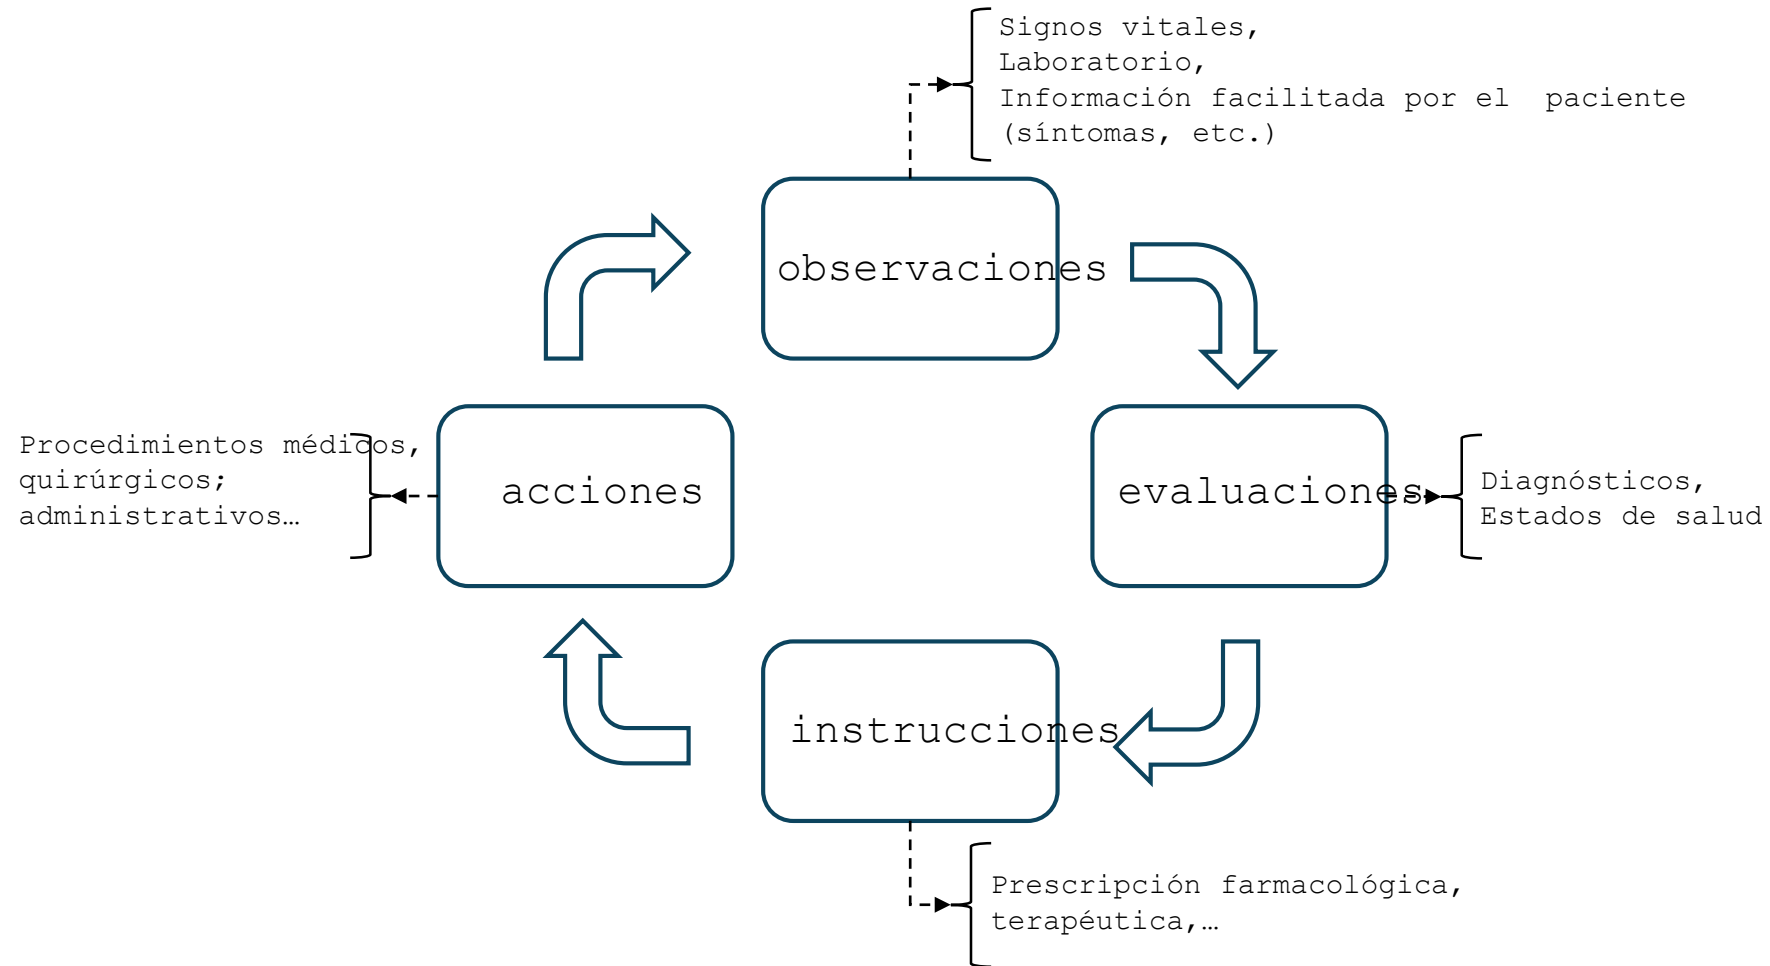 Signos vitales,
Laboratorio,
Información facilitada por el  paciente
(síntomas, etc.)
observaciones
Procedimientos médicos,
quirúrgicos;
administrativos…
acciones
evaluaciones
Diagnósticos,
Estados de salud
instrucciones
Prescripción farmacológica,
terapéutica,…